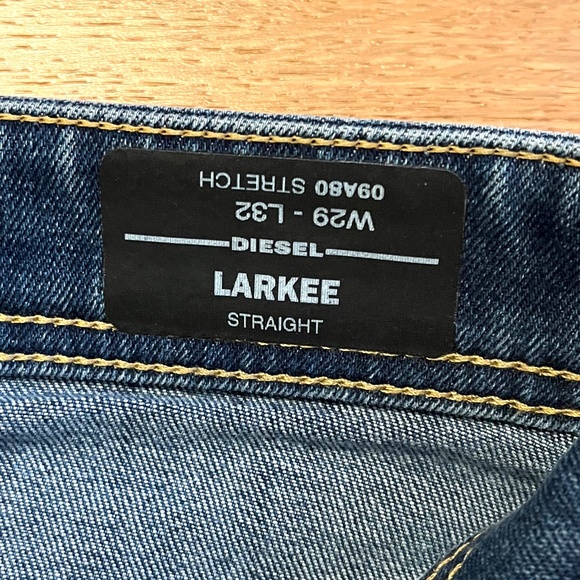 09A80 STRETCH
W29 - L32
DIESEL
LARKEE
STRAIGHT